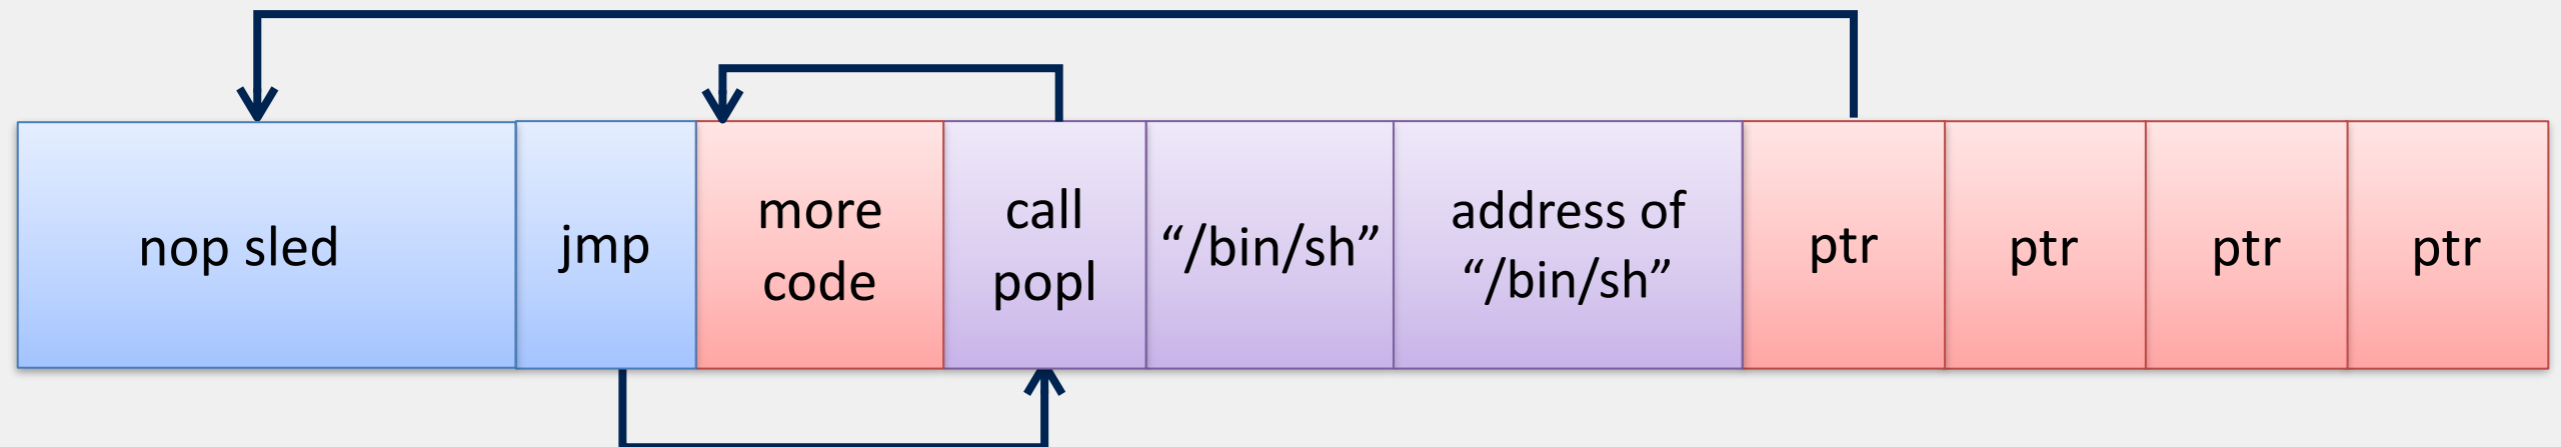 nop sled
jmp
more
code
call
popl
“/bin/sh”
address of
“/bin/sh”
ptr
ptr
ptr
ptr